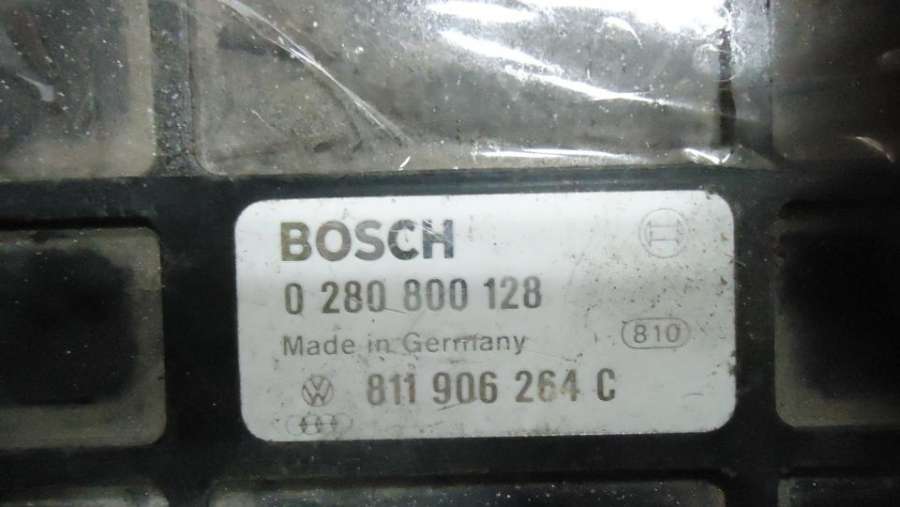 BOSCH
0 280 800 128
Made in Germany 810
811 906 264 C